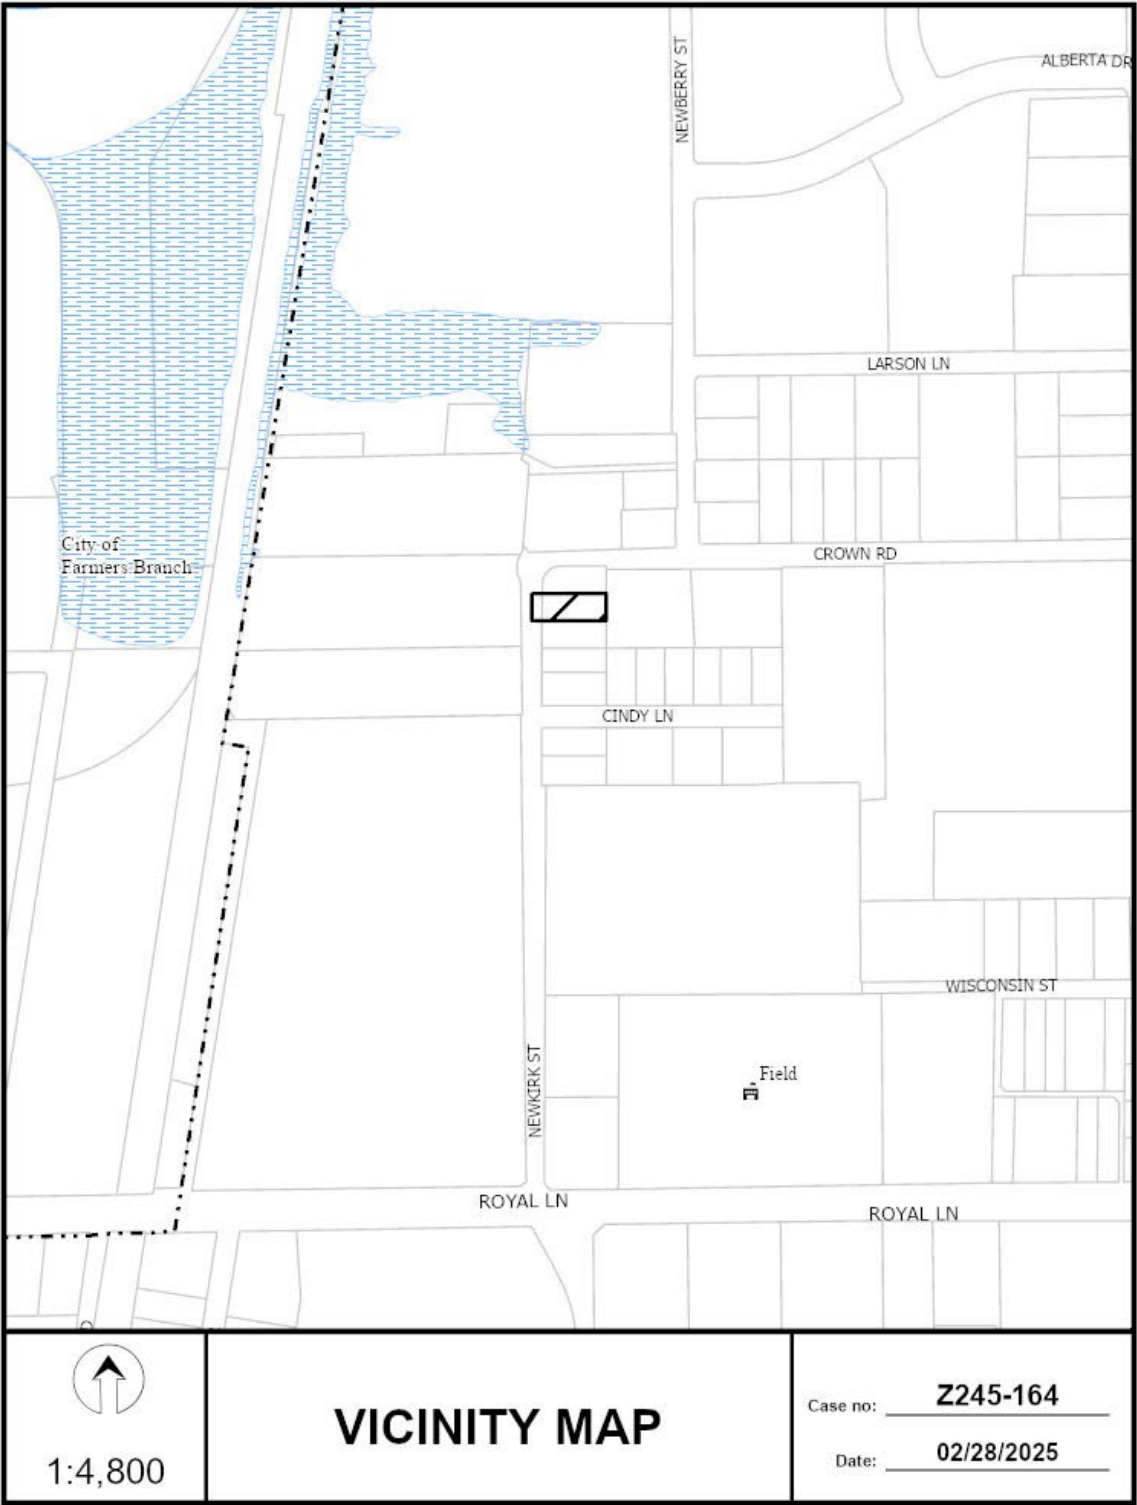 NEWBERRY ST
ALBERTA DR
LARSON LN
City of
Farmers Branch
CROWN RD
CINDY LN
WISCONSIN ST
NEWKIRK ST
Field
ROYAL LN
ROYAL LN
1:4,800
VICINITY MAP
Case no: Z245-164
Date: 02/28/2025